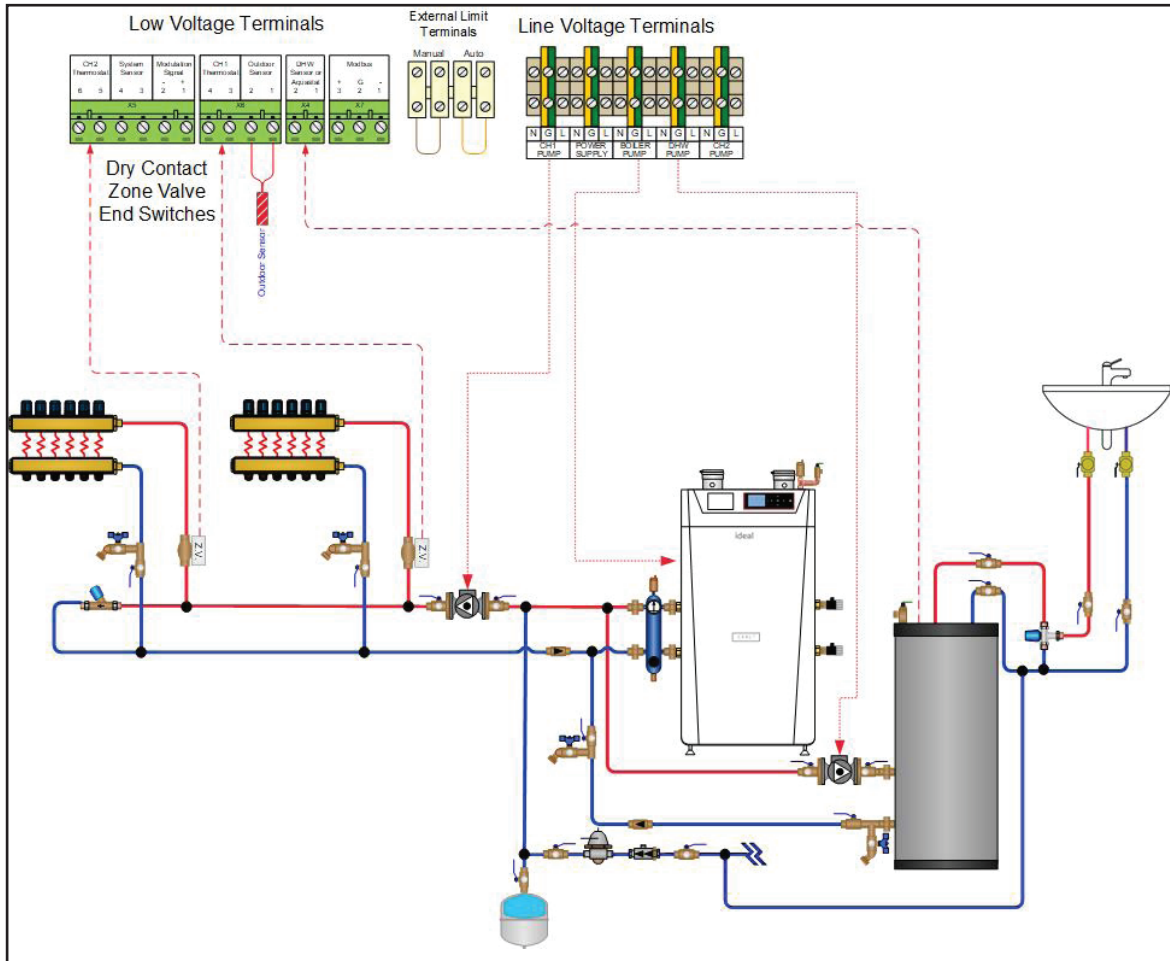 Low Voltage Terminals
External Limit
Terminals
Line Voltage Terminals
Manual Auto
CH2
Thermostat
6 5
System
Sensor
4 3
Modulation
Signal
- +
2 1
X5
CH1
Thermostat
4 3
Outdoor
Sensor
2 1
X6
DHW
Sensor or
Aquastat
2 1
X4
Modbus
+ G -
3 2 1
X7
N G L N G L N G L N G L N G L
CH1
PUMP
POWER
SUPPLY
BOILER
PUMP
DHW
PUMP
CH2
PUMP
Dry Contact
Zone Valve
End Switches
Outdoor Sensor
Z.V.
Z.V.
ideal